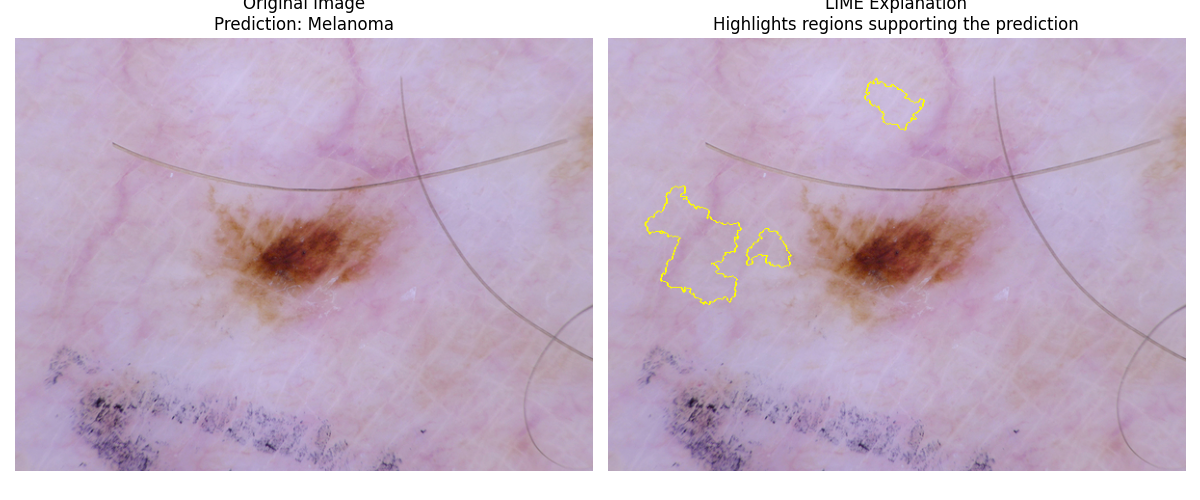 Original Image
Prediction: Melanoma
LIME Explanation
Highlights regions supporting the prediction